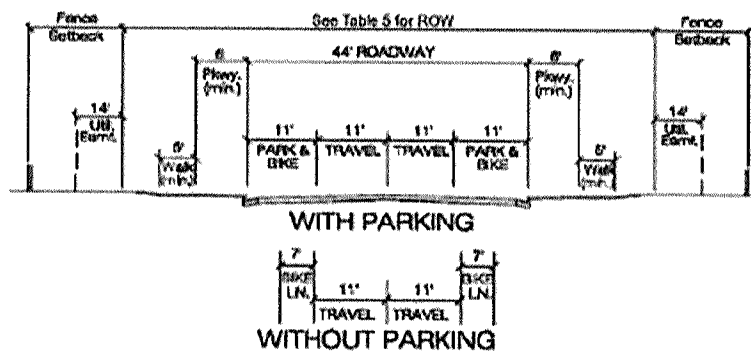 Fence See Table 5 for ROW Fence
Setback Setback
6' 44' ROADWAY 6'
Pkwy. Pkwy.
(min.) (min.)
14' 14'
Util. Util.
Esmt. Esmt.
11' 11' 11' 11'
5' PARK & TRAVEL TRAVEL PARK & 5'
Walk BIKE BIKE Walk
(min.) (min.)
WITH PARKING
7' 7'
BIKE 11' 11' BIKE
LN. TRAVEL TRAVEL LN.
WITHOUT PARKING